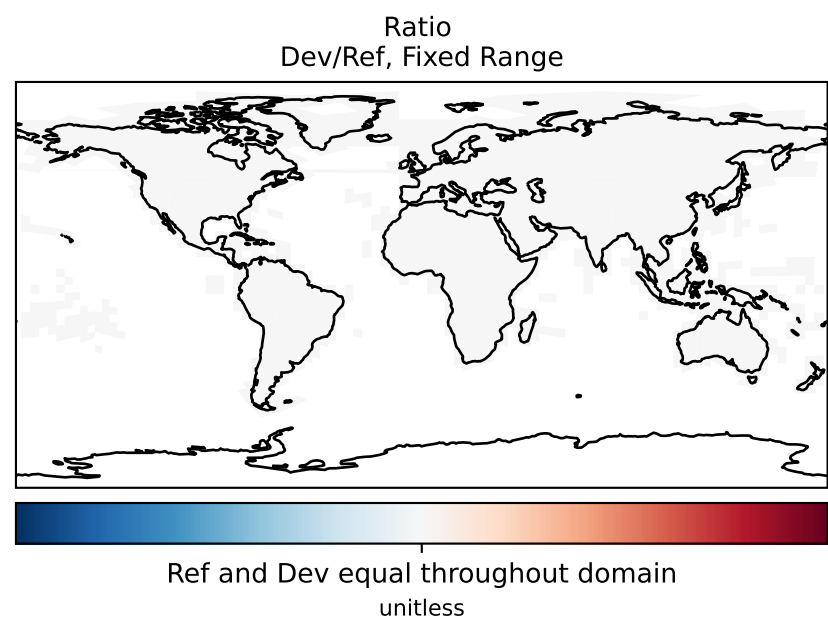 Ratio
Dev/Ref, Fixed Range
Ref and Dev equal throughout domain
unitless